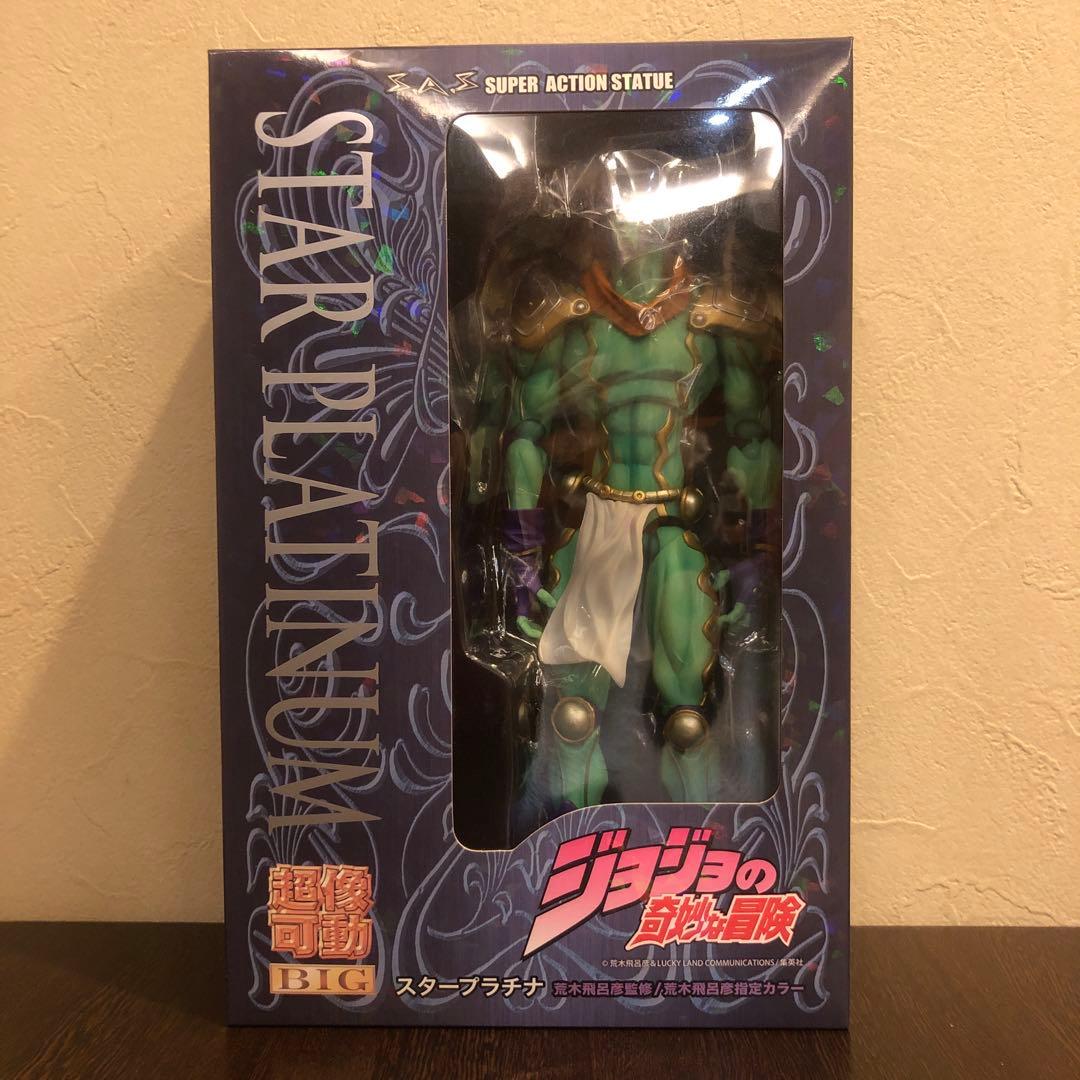 S.A.S SUPER ACTION STATUE
STAR PLATINUM
ジョジョの
奇妙な冒険
© 荒木飛呂彦&LUCKY LAND COMMUNICATIONS/集英社
超像
可動
BIG
スタープラチナ 荒木飛呂彦監修/荒木飛呂彦指定カラー